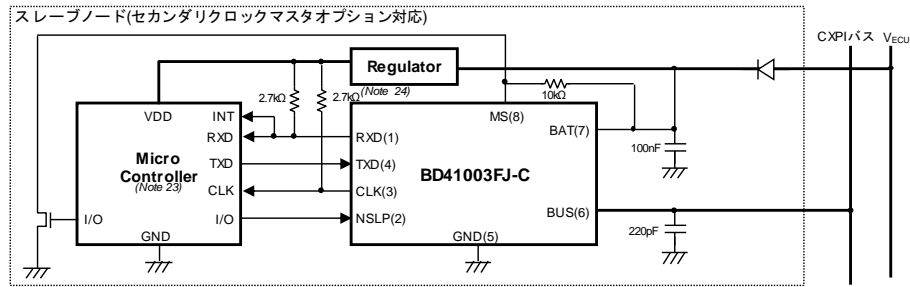 スレーブノード(セカンダリクロックマスタオプション対応)
CXPIバス VECU
Regulator
(Note 24)
2.7kΩ
2.7kΩ
10kΩ
VDD
INT
RXD
TXD
CLK
I/O
I/O
GND
Micro
Controller
(Note 23)
MS(8)
RXD(1)
TXD(4)
CLK(3)
NSLP(2)
BAT(7)
BUS(6)
GND(5)
BD41003FJ-C
100nF
220pF